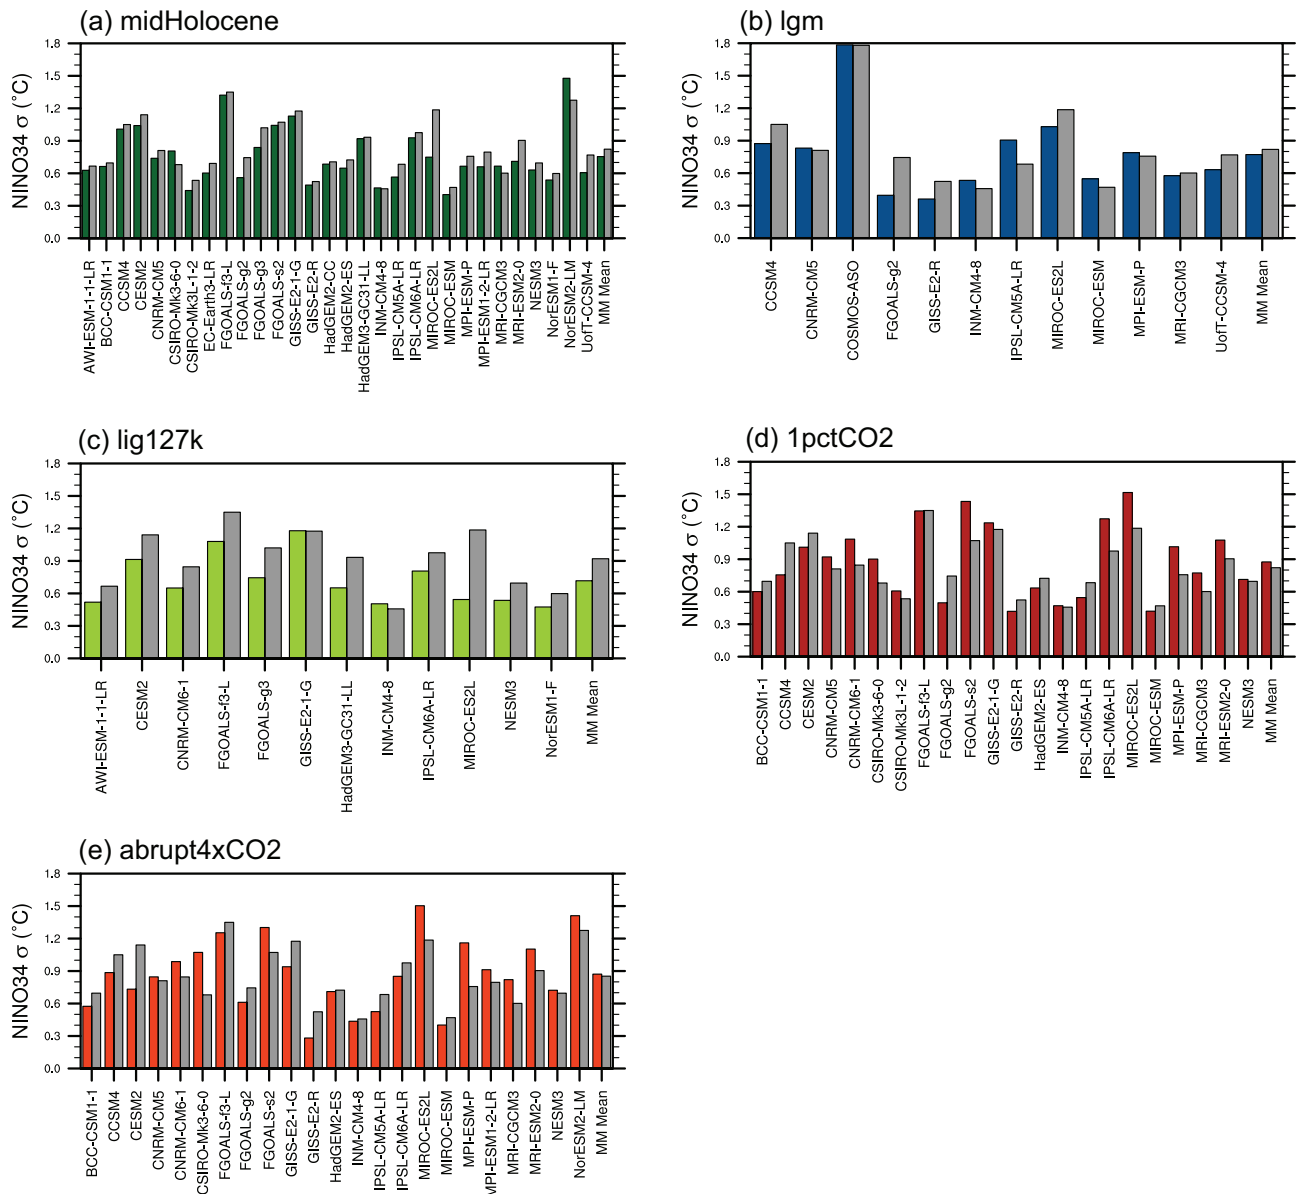 (a) midHolocene
NINO34 σ (°C)
1.8
1.5
1.2
0.9
0.6
0.3
0.0
AWI-ESM-1-1-LR
BCC-CSM1-1
CCSM4
CESM2
CNRM-CM5
CSIRO-Mk3-6-0
CSIRO-Mk3L-1-2
EC-Earth3-LR
FGOALS-f3-L
FGOALS-g2
FGOALS-g3
FGOALS-s2
GISS-E2-1-G
GISS-E2-R
HadGEM2-CC
HadGEM2-ES
HadGEM3-GC31-LL
INM-CM4-8
IPSL-CM5A-LR
IPSL-CM6A-LR
MIROC-ES2L
MIROC-ESM
MPI-ESM-P
MPI-ESM1-2-LR
MRI-CGCM3
MRI-ESM2-0
NESM3
NorESM1-F
NorESM2-LM
UofT-CCSM-4
MM Mean
(b) lgm
NINO34 σ (°C)
1.8
1.5
1.2
0.9
0.6
0.3
0.0
CCSM4
CNRM-CM5
COSMOS-ASO
FGOALS-g2
GISS-E2-R
INM-CM4-8
IPSL-CM5A-LR
MIROC-ES2L
MIROC-ESM
MPI-ESM-P
MRI-CGCM3
UofT-CCSM-4
MM Mean
(c) lig127k
NINO34 σ (°C)
1.8
1.5
1.2
0.9
0.6
0.3
0.0
AWI-ESM-1-1-LR
CESM2
CNRM-CM6-1
FGOALS-f3-L
FGOALS-g3
GISS-E2-1-G
HadGEM3-GC31-LL
INM-CM4-8
IPSL-CM6A-LR
MIROC-ES2L
NESM3
NorESM1-F
MM Mean
(d) 1pctCO2
NINO34 σ (°C)
1.8
1.5
1.2
0.9
0.6
0.3
0.0
BCC-CSM1-1
CCSM4
CESM2
CNRM-CM5
CNRM-CM6-1
CSIRO-Mk3-6-0
CSIRO-Mk3L-1-2
FGOALS-f3-L
FGOALS-g2
FGOALS-s2
GISS-E2-1-G
GISS-E2-R
HadGEM2-ES
INM-CM4-8
IPSL-CM5A-LR
IPSL-CM6A-LR
MIROC-ES2L
MIROC-ESM
MPI-ESM-P
MRI-CGCM3
MRI-ESM2-0
NESM3
MM Mean
(e) abrupt4xCO2
NINO34 σ (°C)
1.8
1.5
1.2
0.9
0.6
0.3
0.0
BCC-CSM1-1
CCSM4
CESM2
CNRM-CM5
CNRM-CM6-1
CSIRO-Mk3-6-0
FGOALS-f3-L
FGOALS-g2
FGOALS-s2
GISS-E2-1-G
GISS-E2-R
HadGEM2-ES
INM-CM4-8
IPSL-CM5A-LR
IPSL-CM6A-LR
MIROC-ES2L
MIROC-ESM
MPI-ESM-P
MPI-ESM1-2-LR
MRI-CGCM3
MRI-ESM2-0
NESM3
NorESM2-LM
MM Mean